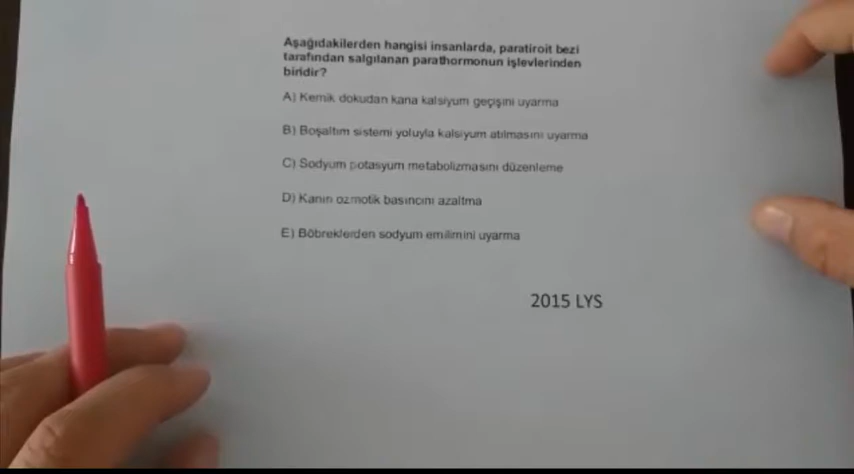 Aşağıdakilerden hangisi insanlarda, paratiroit bezi
tarafından salgılanan parathormonun işlevlerinden
biridir?
A) Kemik dokudan kana kalsiyum geçişini uyarma
B) Boşaltım sistemi yoluyla kalsiyum atılmasını uyarma
C) Sodyum potasyum metabolizmasını düzenleme
D) Kanın ozmotik basıncını azaltma
E) Böbreklerden sodyum emilimini uyarma
2015 LYS